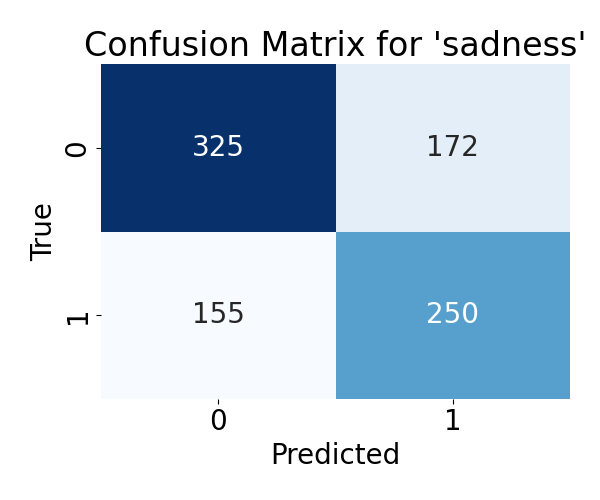 Confusion Matrix for 'sadness'
True
0
325
172
1
155
250
0
1
Predicted